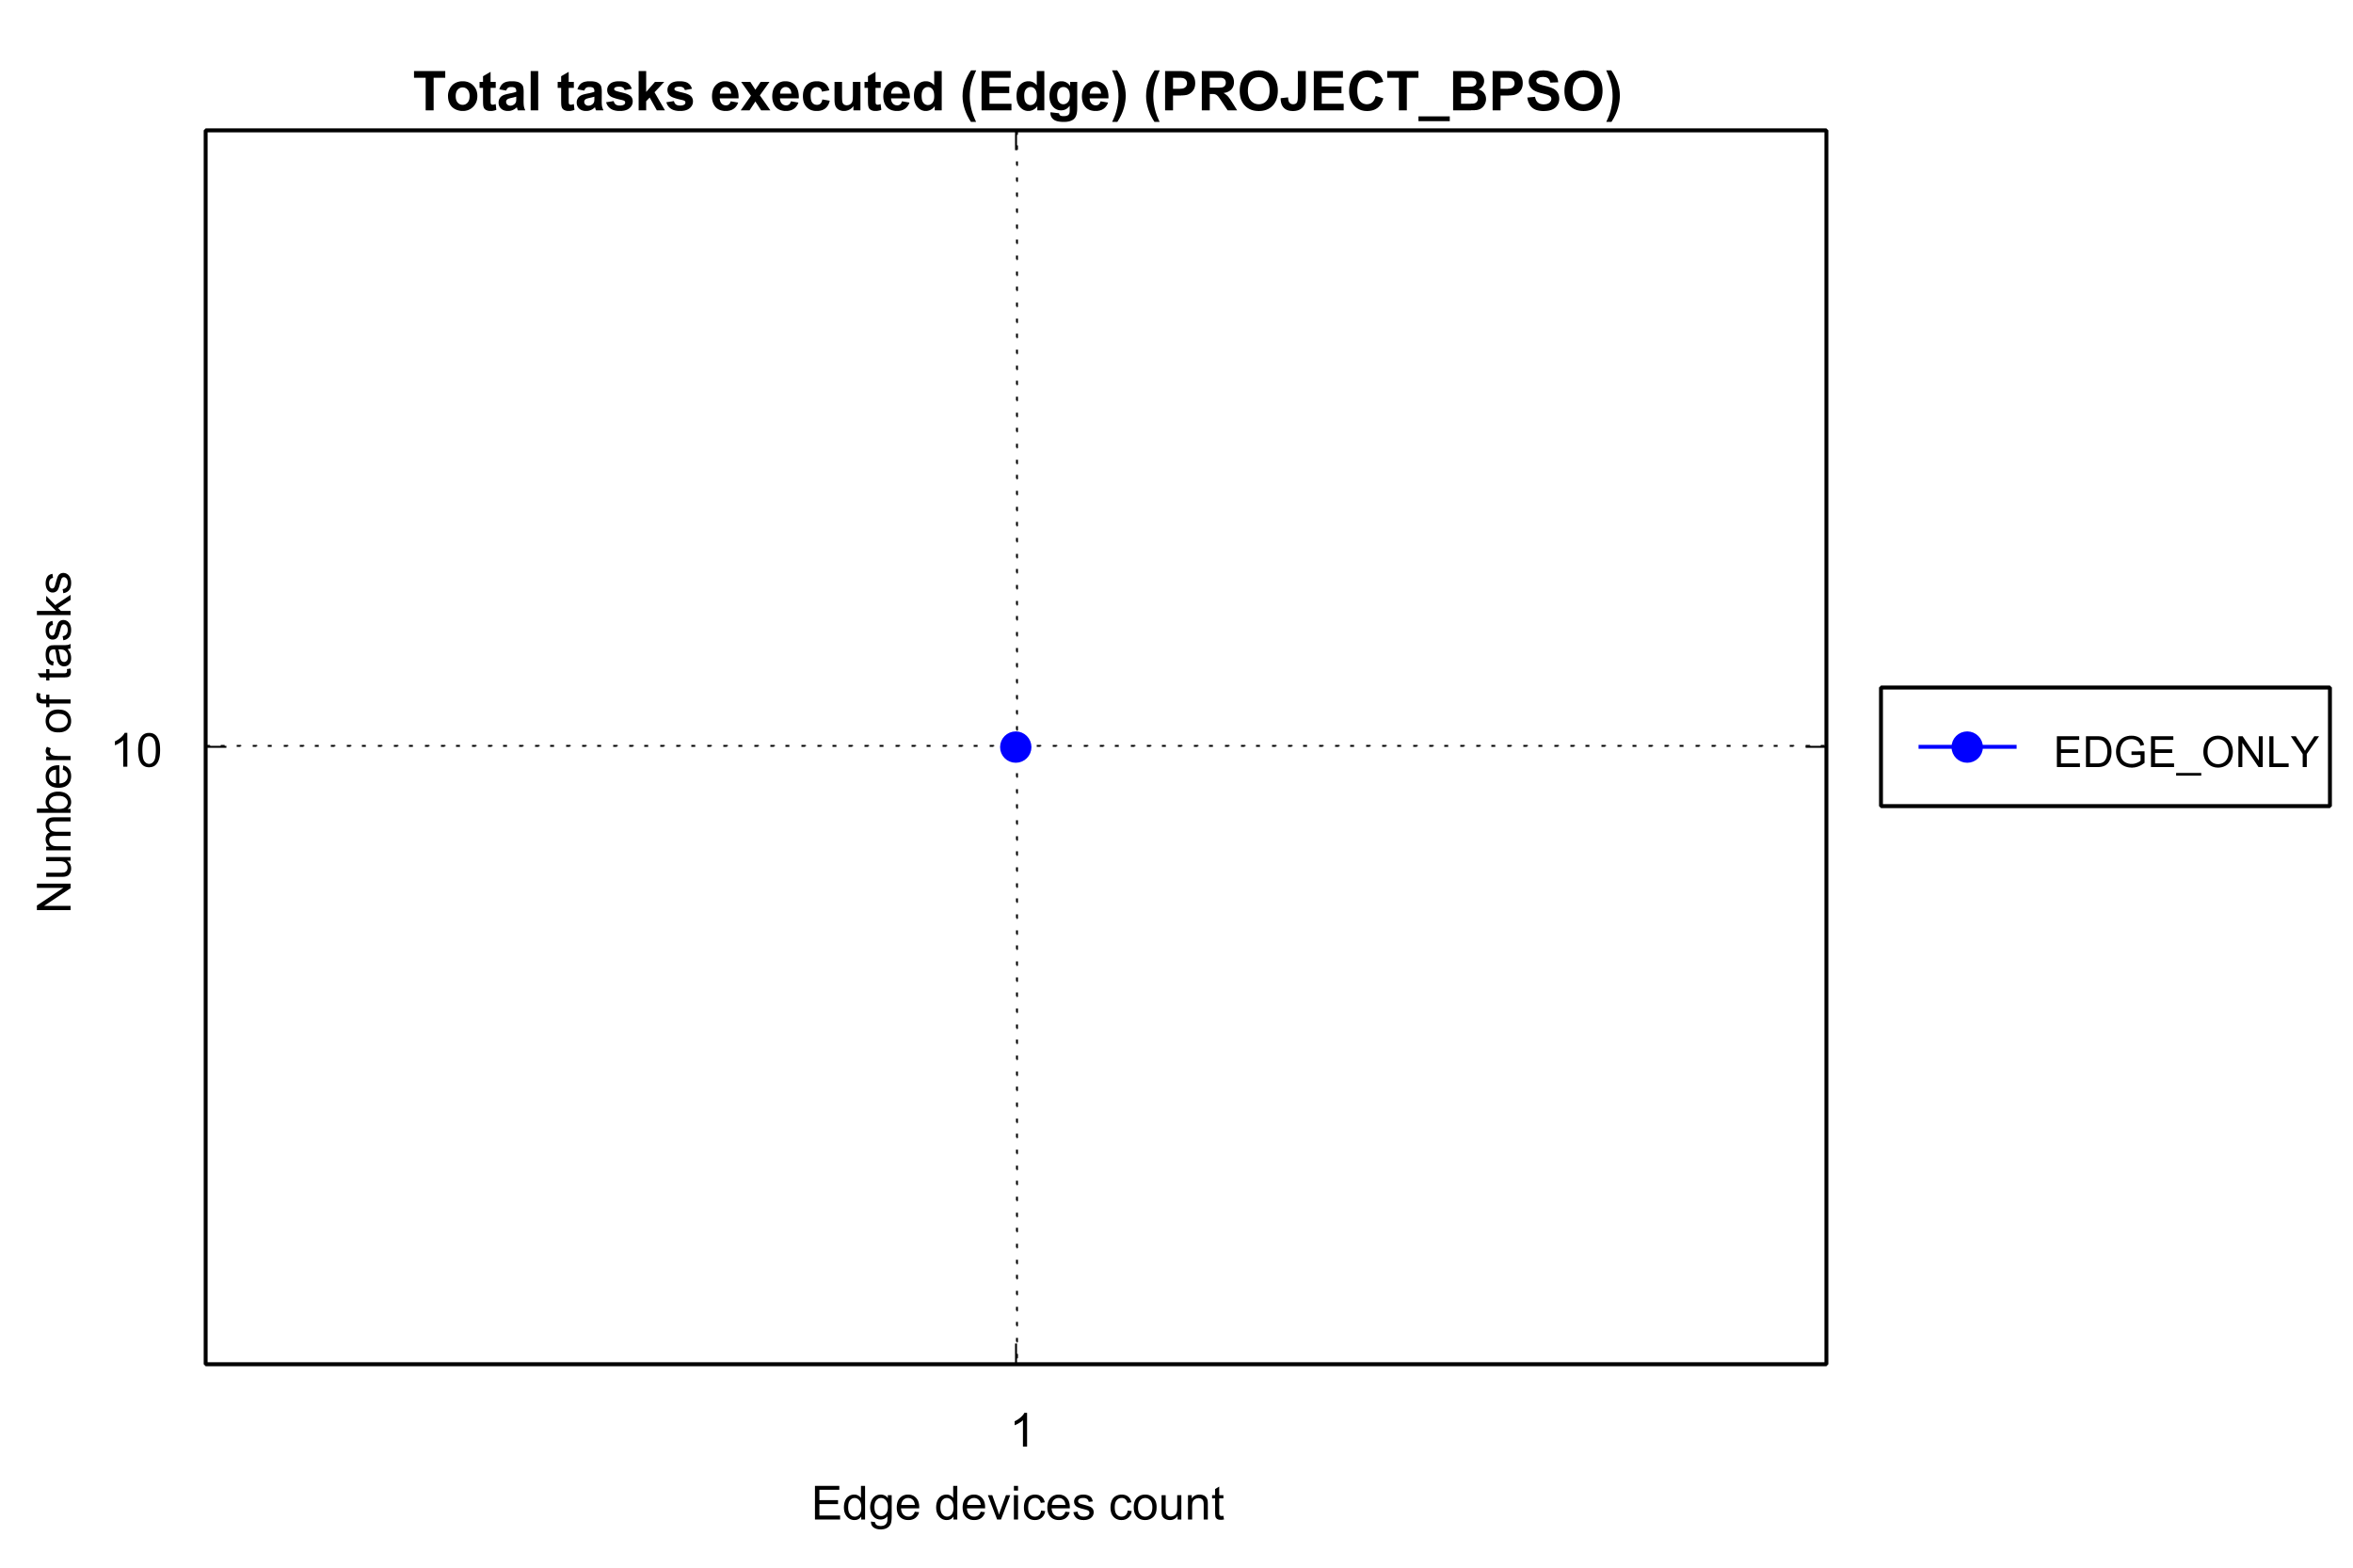 Total tasks executed (Edge) (PROJECT_BPSO)
Number of tasks
10
EDGE_ONLY
1
Edge devices count